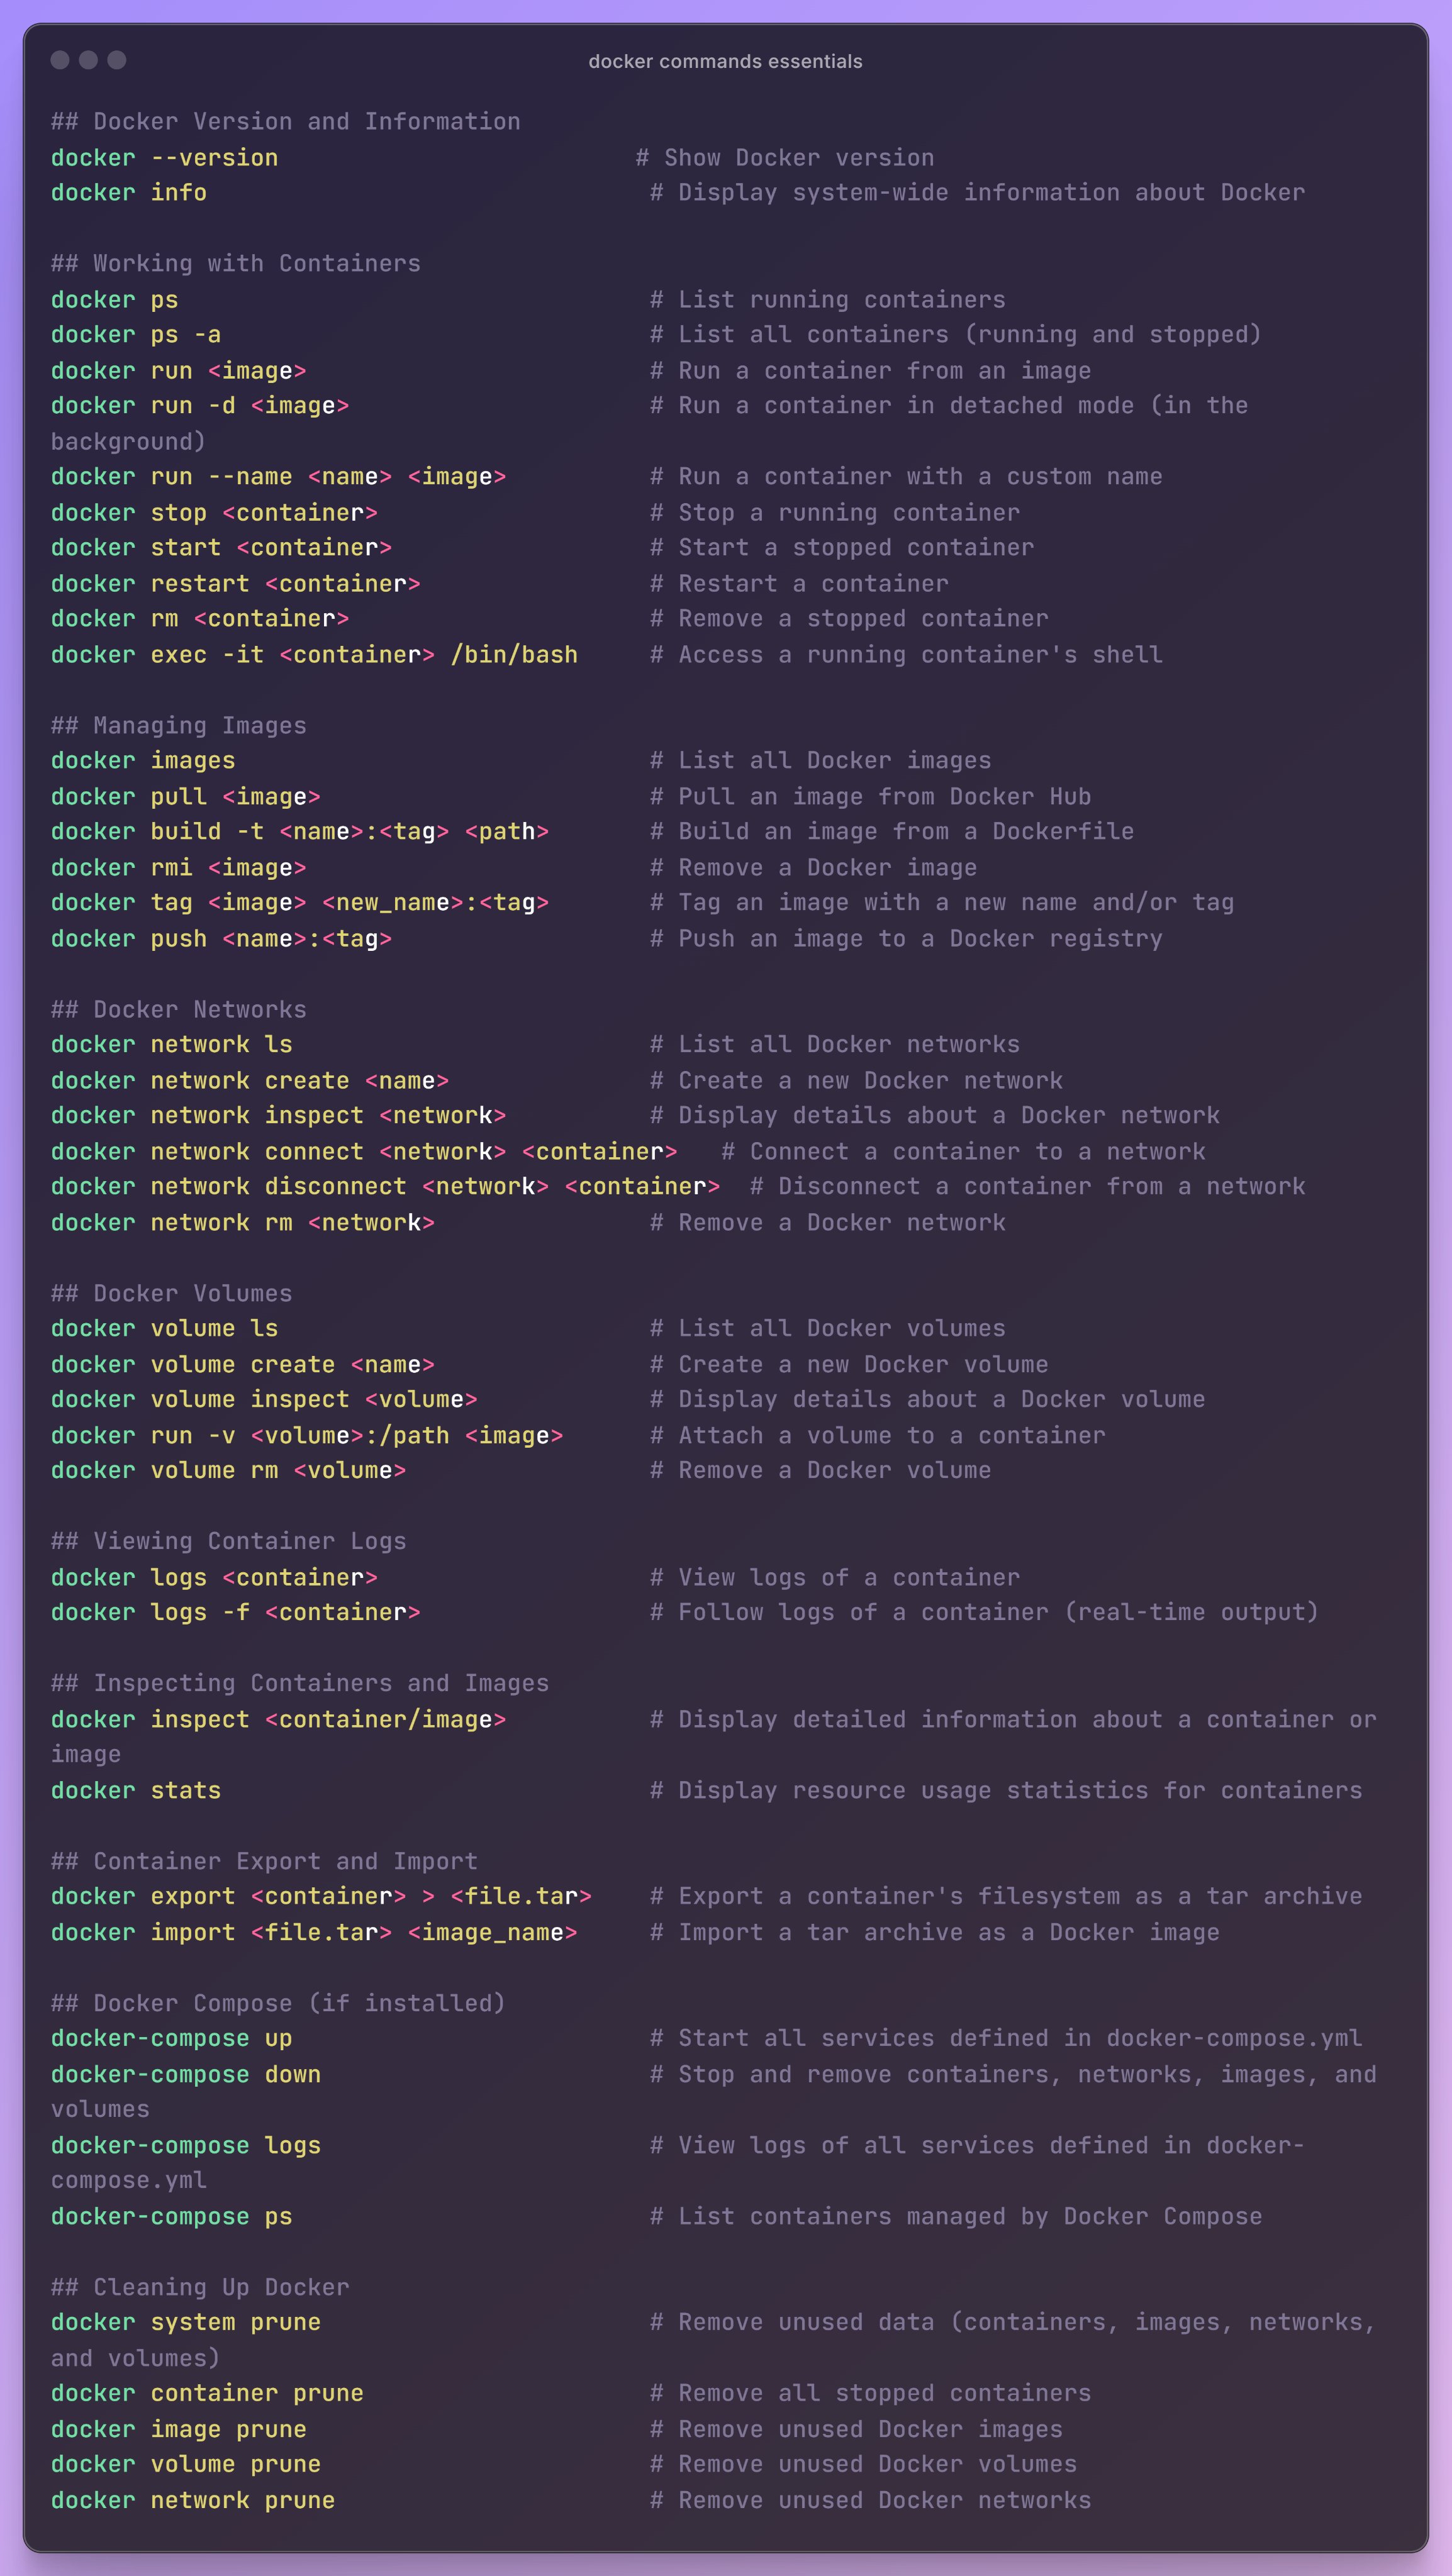 docker commands essentials
## Docker Version and Information
docker --version                         # Show Docker version
docker info                               # Display system-wide information about Docker
## Working with Containers
docker ps                                 # List running containers
docker ps -a                              # List all containers (running and stopped)
docker run <image>                        # Run a container from an image
docker run -d <image>                     # Run a container in detached mode (in the
background)
docker run --name <name> <image>          # Run a container with a custom name
docker stop <container>                   # Stop a running container
docker start <container>                  # Start a stopped container
docker restart <container>                # Restart a container
docker rm <container>                     # Remove a stopped container
docker exec -it <container> /bin/bash     # Access a running container's shell
## Managing Images
docker images                             # List all Docker images
docker pull <image>                       # Pull an image from Docker Hub
docker build -t <name>:<tag> <path>       # Build an image from a Dockerfile
docker rmi <image>                        # Remove a Docker image
docker tag <image> <new_name>:<tag>       # Tag an image with a new name and/or tag
docker push <name>:<tag>                  # Push an image to a Docker registry
## Docker Networks
docker network ls                         # List all Docker networks
docker network create <name>              # Create a new Docker network
docker network inspect <network>          # Display details about a Docker network
docker network connect <network> <container>   # Connect a container to a network
docker network disconnect <network> <container>  # Disconnect a container from a network
docker network rm <network>               # Remove a Docker network
## Docker Volumes
docker volume ls                          # List all Docker volumes
docker volume create <name>               # Create a new Docker volume
docker volume inspect <volume>            # Display details about a Docker volume
docker run -v <volume>:/path <image>      # Attach a volume to a container
docker volume rm <volume>                 # Remove a Docker volume
## Viewing Container Logs
docker logs <container>                   # View logs of a container
docker logs -f <container>                # Follow logs of a container (real-time output)
## Inspecting Containers and Images
docker inspect <container/image>          # Display detailed information about a container or
image
docker stats                              # Display resource usage statistics for containers
## Container Export and Import
docker export <container> > <file.tar>    # Export a container's filesystem as a tar archive
docker import <file.tar> <image_name>     # Import a tar archive as a Docker image
## Docker Compose (if installed)
docker-compose up                         # Start all services defined in docker-compose.yml
docker-compose down                       # Stop and remove containers, networks, images, and
volumes
docker-compose logs                       # View logs of all services defined in docker-
compose.yml
docker-compose ps                         # List containers managed by Docker Compose
## Cleaning Up Docker
docker system prune                       # Remove unused data (containers, images, networks,
and volumes)
docker container prune                    # Remove all stopped containers
docker image prune                        # Remove unused Docker images
docker volume prune                       # Remove unused Docker volumes
docker network prune                      # Remove unused Docker networks